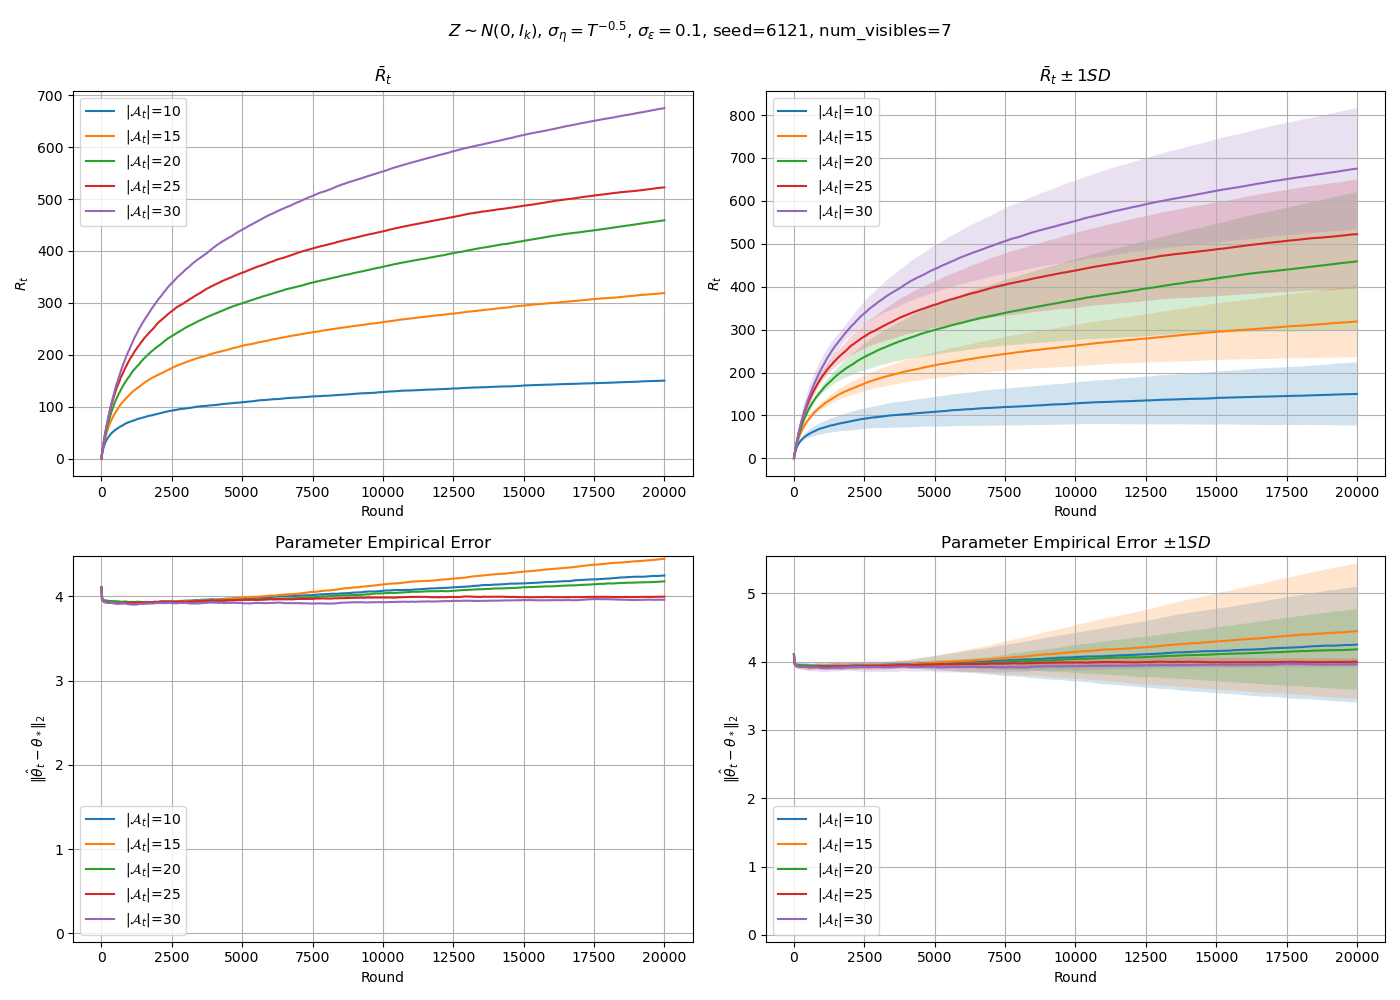 Z ∼ N(0, I_k), σ_η = T^{−0.5}, σ_ε = 0.1, seed=6121, num_visibles=7
R̄_t
700
600
500
400
300
200
100
0
R_t
|𝒜_t|=10
|𝒜_t|=15
|𝒜_t|=20
|𝒜_t|=25
|𝒜_t|=30
0 2500 5000 7500 10000 12500 15000 17500 20000
Round
R̄_t ± 1SD
800
700
600
500
400
300
200
100
0
R_t
|𝒜_t|=10
|𝒜_t|=15
|𝒜_t|=20
|𝒜_t|=25
|𝒜_t|=30
0 2500 5000 7500 10000 12500 15000 17500 20000
Round
Parameter Empirical Error
4
3
2
1
0
‖θ̂_t − θ_*‖_2
|𝒜_t|=10
|𝒜_t|=15
|𝒜_t|=20
|𝒜_t|=25
|𝒜_t|=30
0 2500 5000 7500 10000 12500 15000 17500 20000
Round
Parameter Empirical Error ±1SD
5
4
3
2
1
0
‖θ̂_t − θ_*‖_2
|𝒜_t|=10
|𝒜_t|=15
|𝒜_t|=20
|𝒜_t|=25
|𝒜_t|=30
0 2500 5000 7500 10000 12500 15000 17500 20000
Round